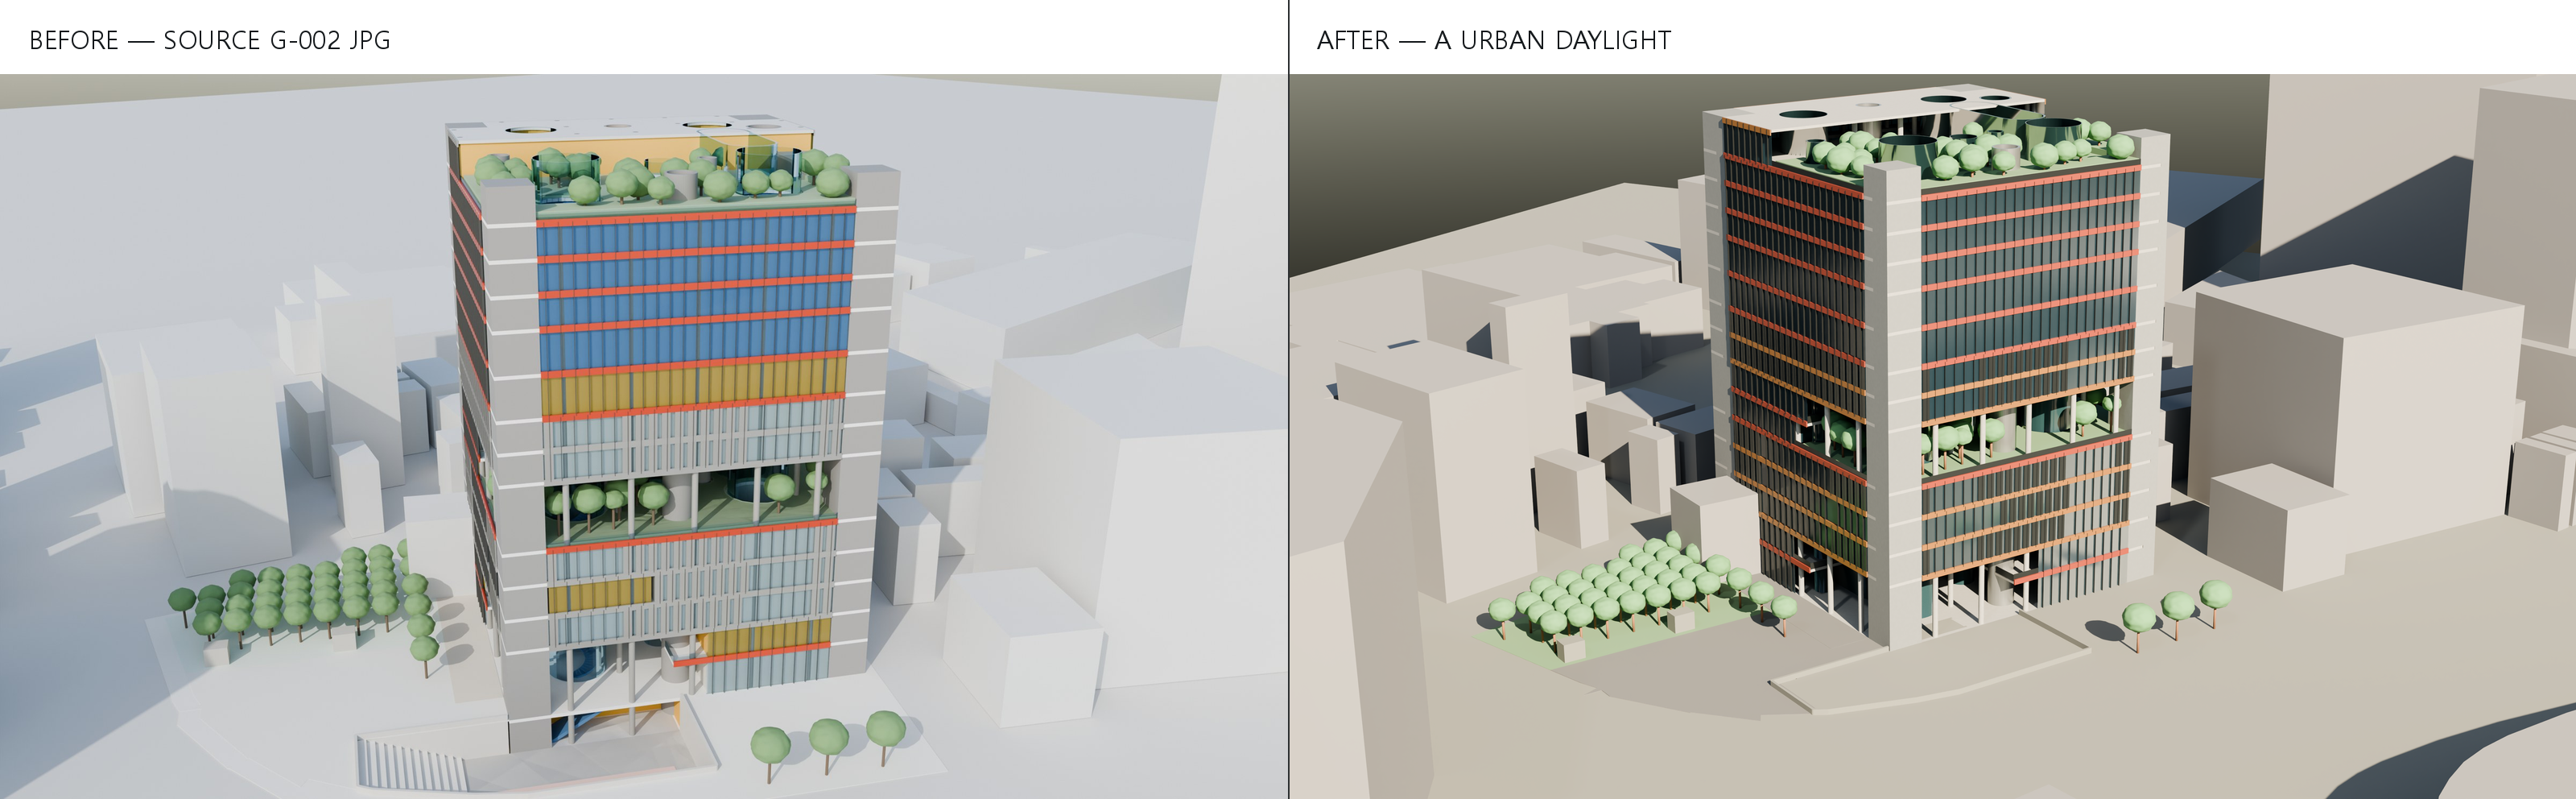 BEFORE — SOURCE G-002 JPG
AFTER — A URBAN DAYLIGHT